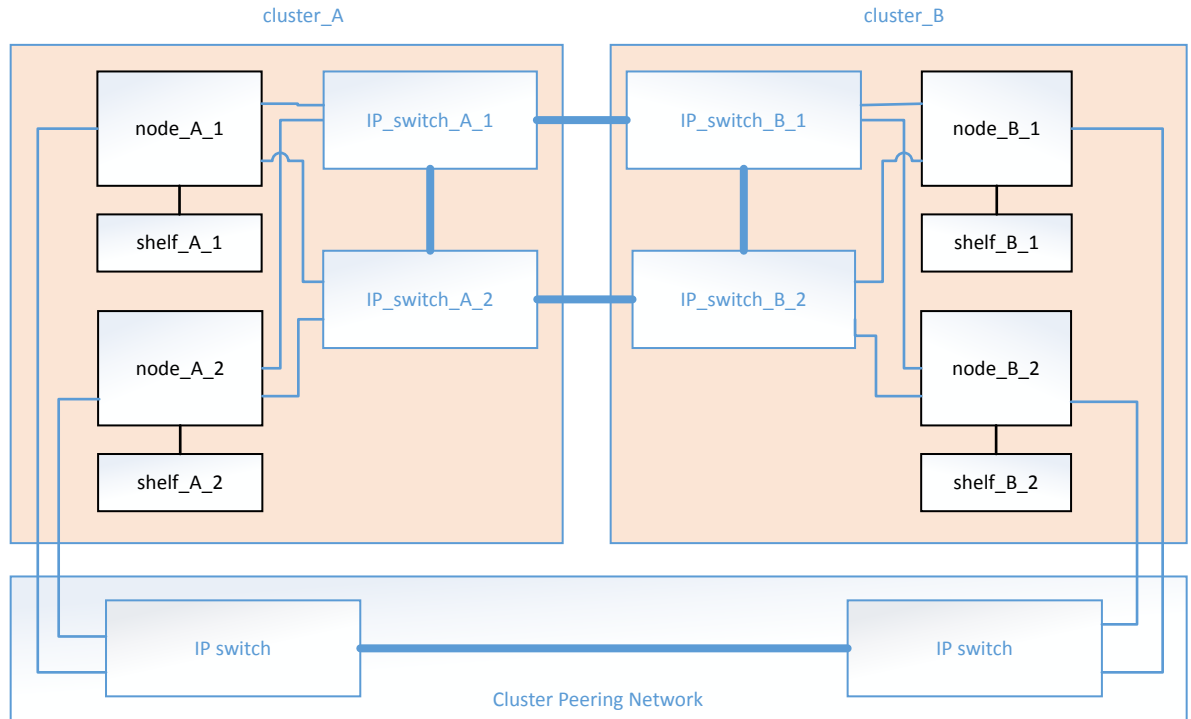 cluster_A
cluster_B
node_A_1
IP_switch_A_1
IP_switch_B_1
node_B_1
shelf_A_1
shelf_B_1
IP_switch_A_2
IP_switch_B_2
node_A_2
node_B_2
shelf_A_2
shelf_B_2
IP switch
IP switch
Cluster Peering Network